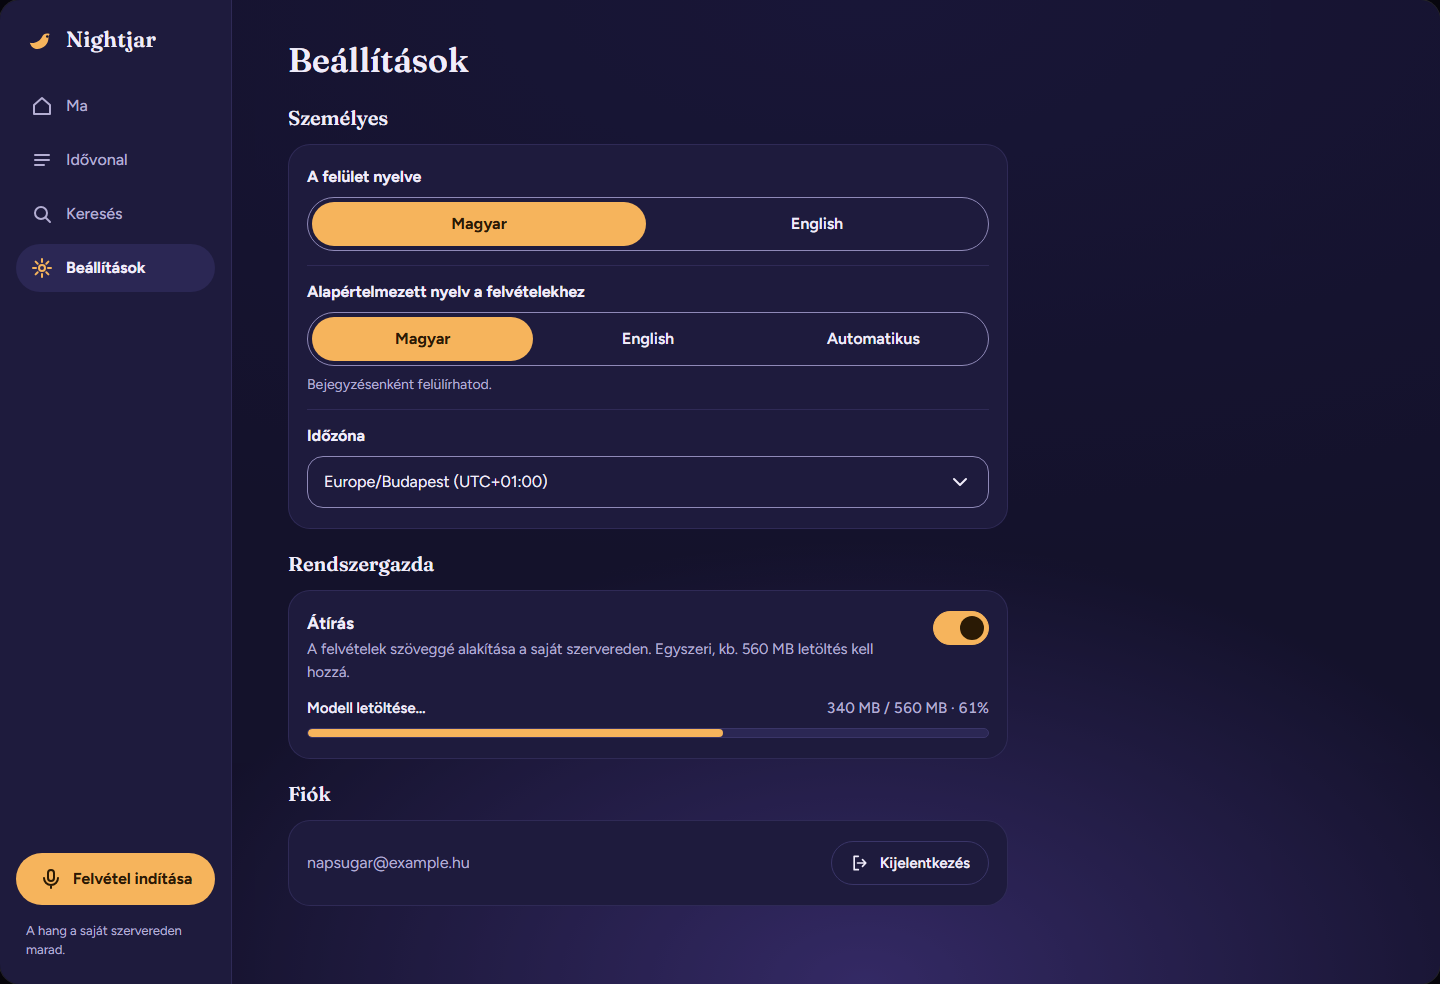 Nightjar
Ma
Idővonal
Keresés
Beállítások
Felvétel indítása
A hang a saját szervereden
marad.
Beállítások
Személyes
A felület nyelve
Magyar English
Alapértelmezett nyelv a felvételekhez
Magyar English Automatikus
Bejegyzésenként felülírhatod.
Időzóna
Europe/Budapest (UTC+01:00)
Rendszergazda
Átírás
A felvételek szöveggé alakítása a saját szervereden. Egyszeri, kb. 560 MB letöltés kell
hozzá.
Modell letöltése… 340 MB / 560 MB · 61%
Fiók
napsugar@example.hu Kijelentkezés